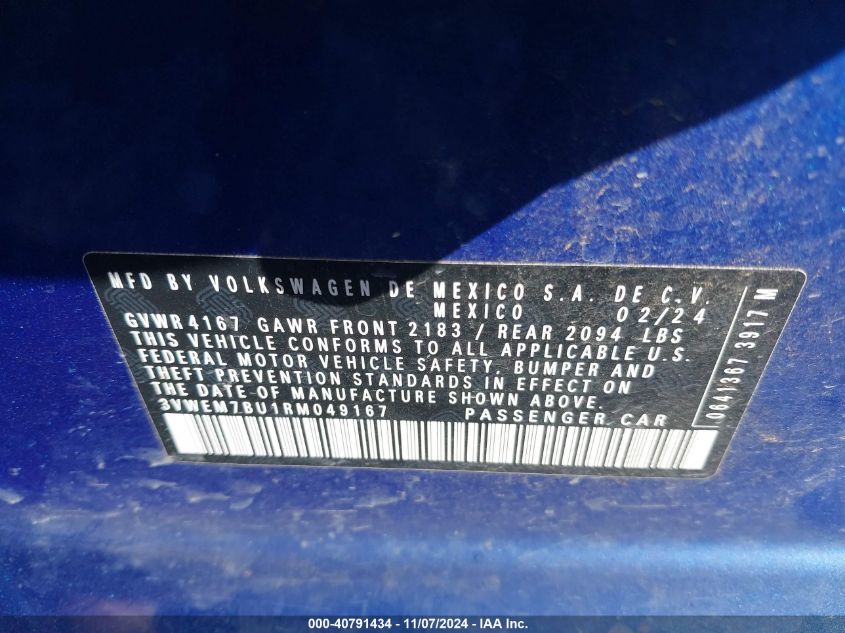 MFD BY VOLKSWAGEN DE MEXICO S.A. DE C.V.
MEXICO 02/24
GVWR4167 GAWR FRONT 2183 / REAR 2094 LBS
THIS VEHICLE CONFORMS TO ALL APPLICABLE U.S.
FEDERAL MOTOR VEHICLE SAFETY, BUMPER AND
THEFT PREVENTION STANDARDS IN EFFECT ON
THE DATE OF MANUFACTURE SHOWN ABOVE.
3VWEM7BU1RM049167 PASSENGER CAR
0641367 3917 M
000-40791434 - 11/07/2024 - IAA Inc.